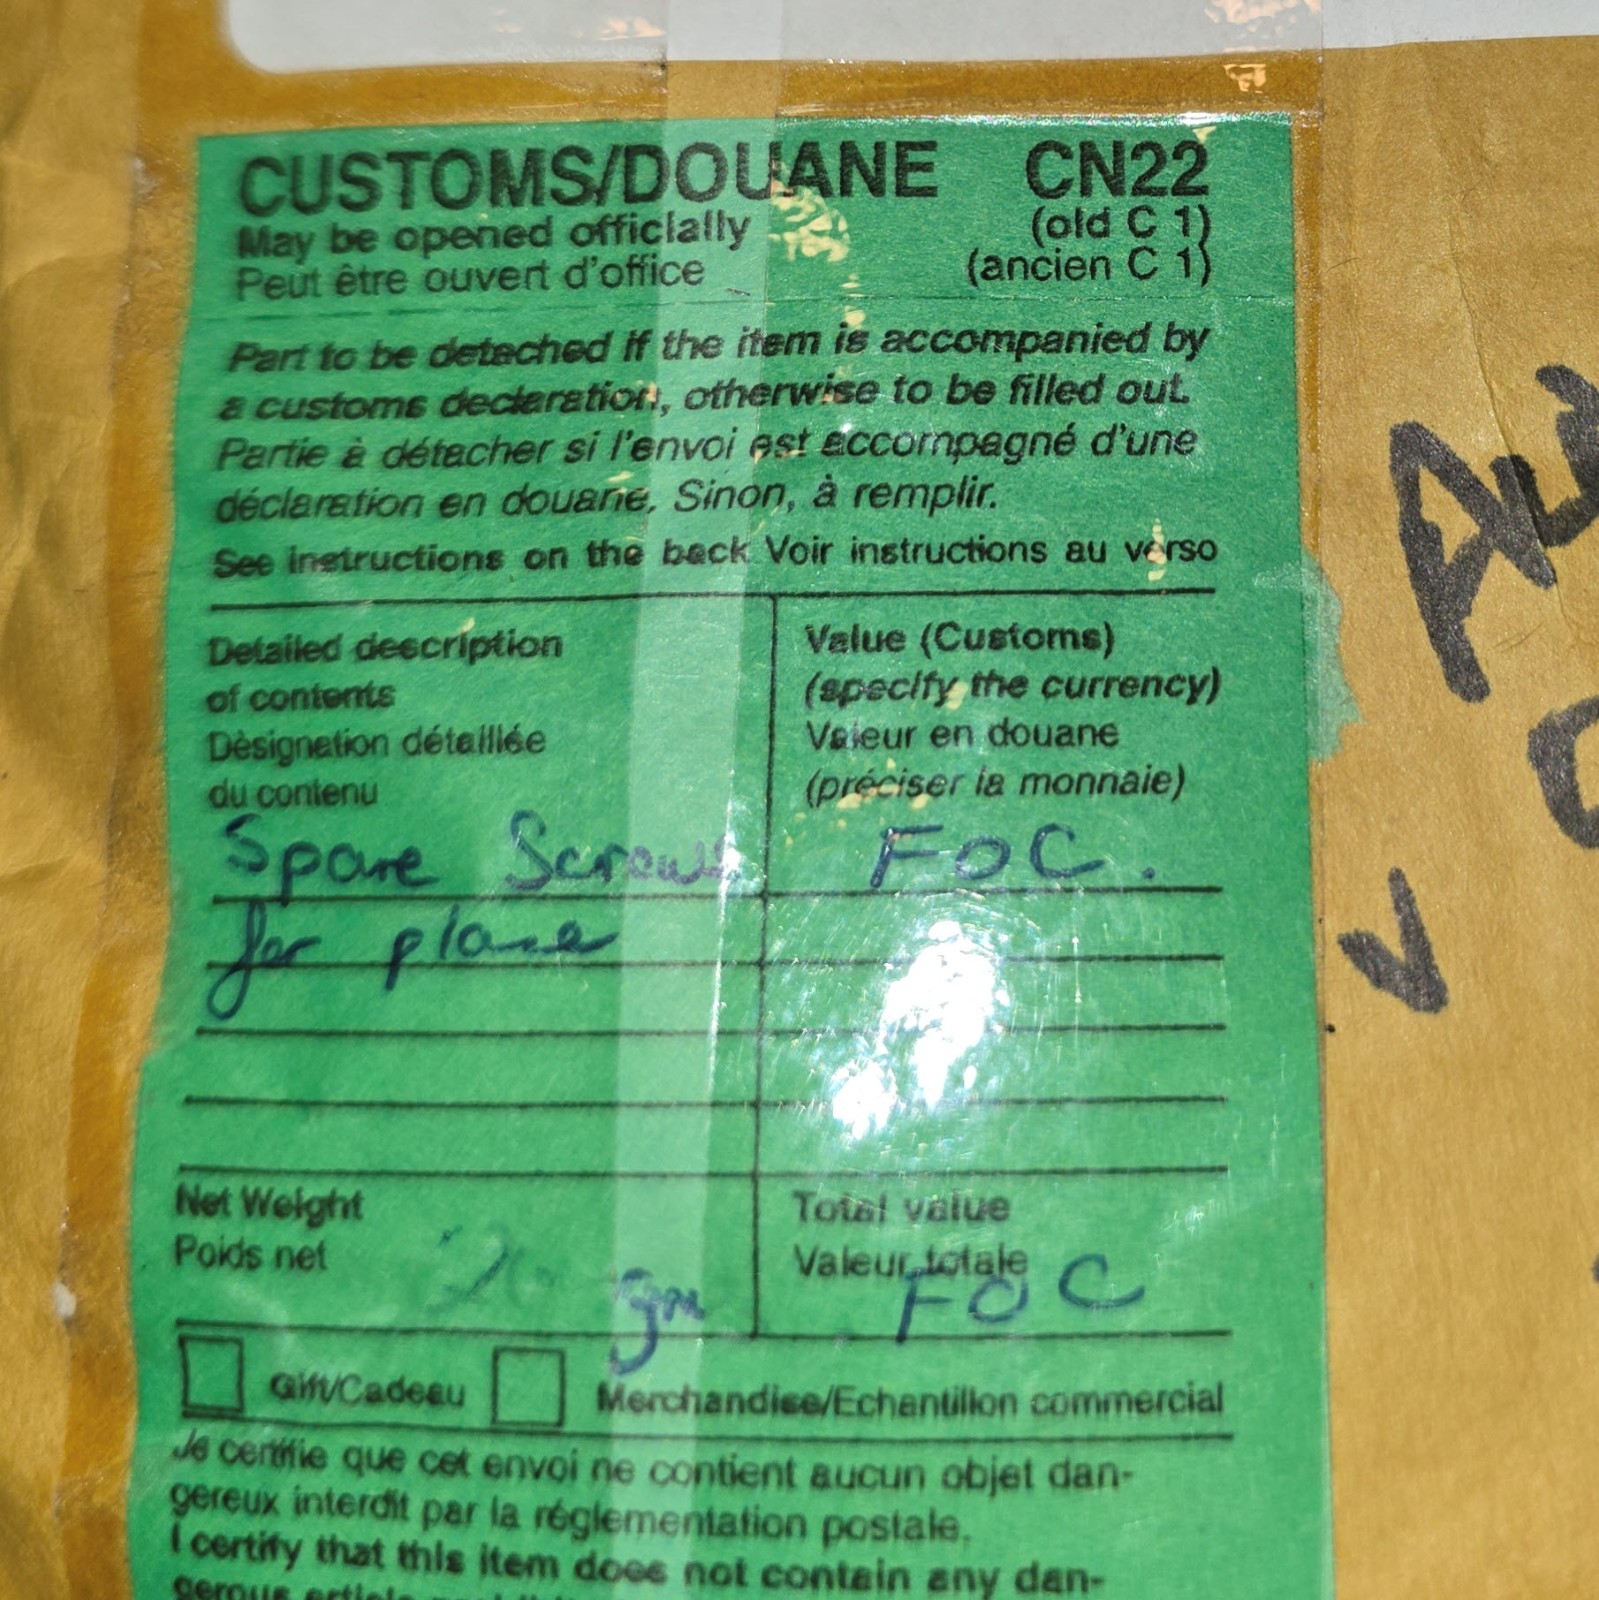 CUSTOMS/DOUANE CN22
May be opened officially (old C 1)
Peut être ouvert d'office (ancien C 1)
Part to be detached if the item is accompanied by
a customs declaration, otherwise to be filled out.
Partie à détacher si l'envoi est accompagné d'une
déclaration en douane, Sinon, à remplir.
See instructions on the back Voir instructions au verso
Detailed description
of contents
Désignation détaillée
du contenu
Value (Customs)
(specify the currency)
Valeur en douane
(préciser la monnaie)
Spare Screws FOC.
for plane
Net Weight
Poids net
gm
Total value
Valeur totale
FOC
Gift/Cadeau Merchandise/Echantillon commercial
Je certifie que cet envoi ne contient aucun objet dan-
gereux interdit par la réglementation postale.
I certify that this item does not contain any dan-
gerous article